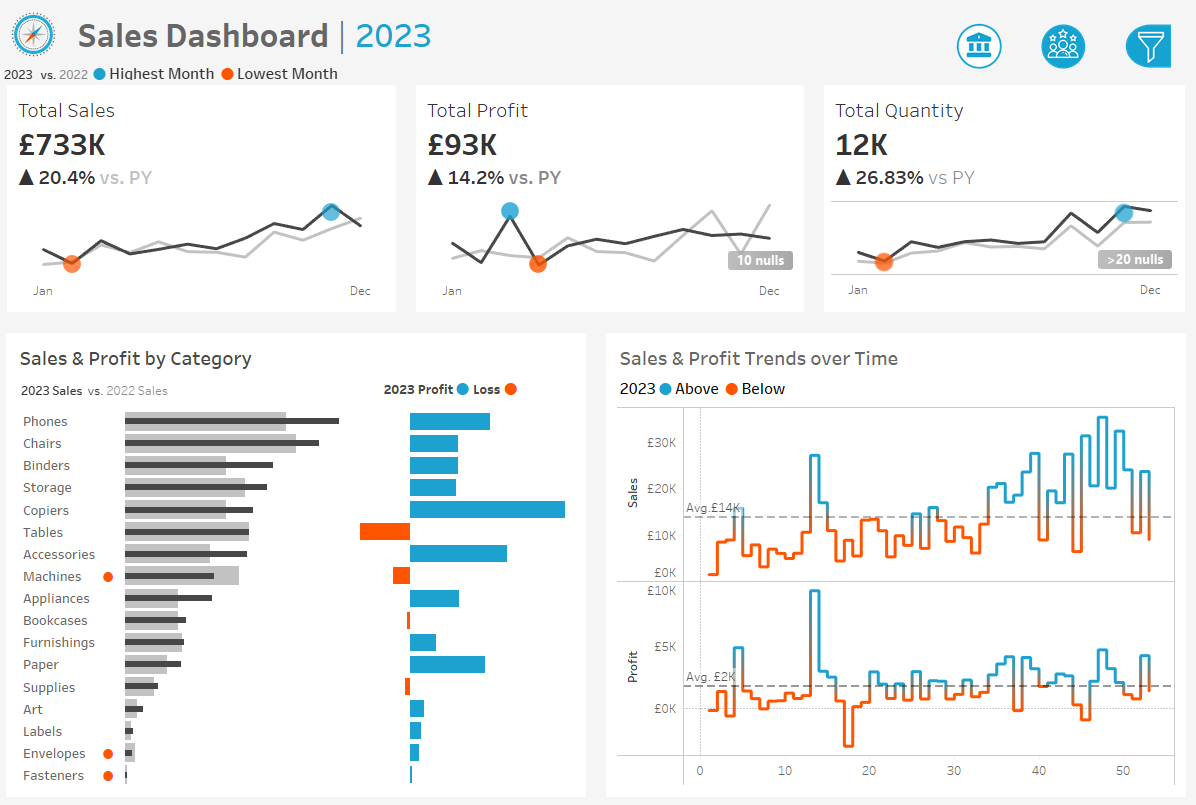 Sales Dashboard | 2023
2023 vs. 2022 Highest Month Lowest Month
Total Sales
£733K
▲ 20.4% vs. PY
Jan Dec
Total Profit
£93K
▲ 14.2% vs. PY
10 nulls
Jan Dec
Total Quantity
12K
▲ 26.83% vs PY
>20 nulls
Jan Dec
Sales & Profit by Category
2023 Sales vs. 2022 Sales
2023 Profit Loss
Phones
Chairs
Binders
Storage
Copiers
Tables
Accessories
Machines
Appliances
Bookcases
Furnishings
Paper
Supplies
Art
Labels
Envelopes
Fasteners
Sales & Profit Trends over Time
2023 Above Below
Sales
£30K
£20K
Avg.£14K
£10K
£0K
Profit
£10K
£5K
Avg. £2K
£0K
0 10 20 30 40 50